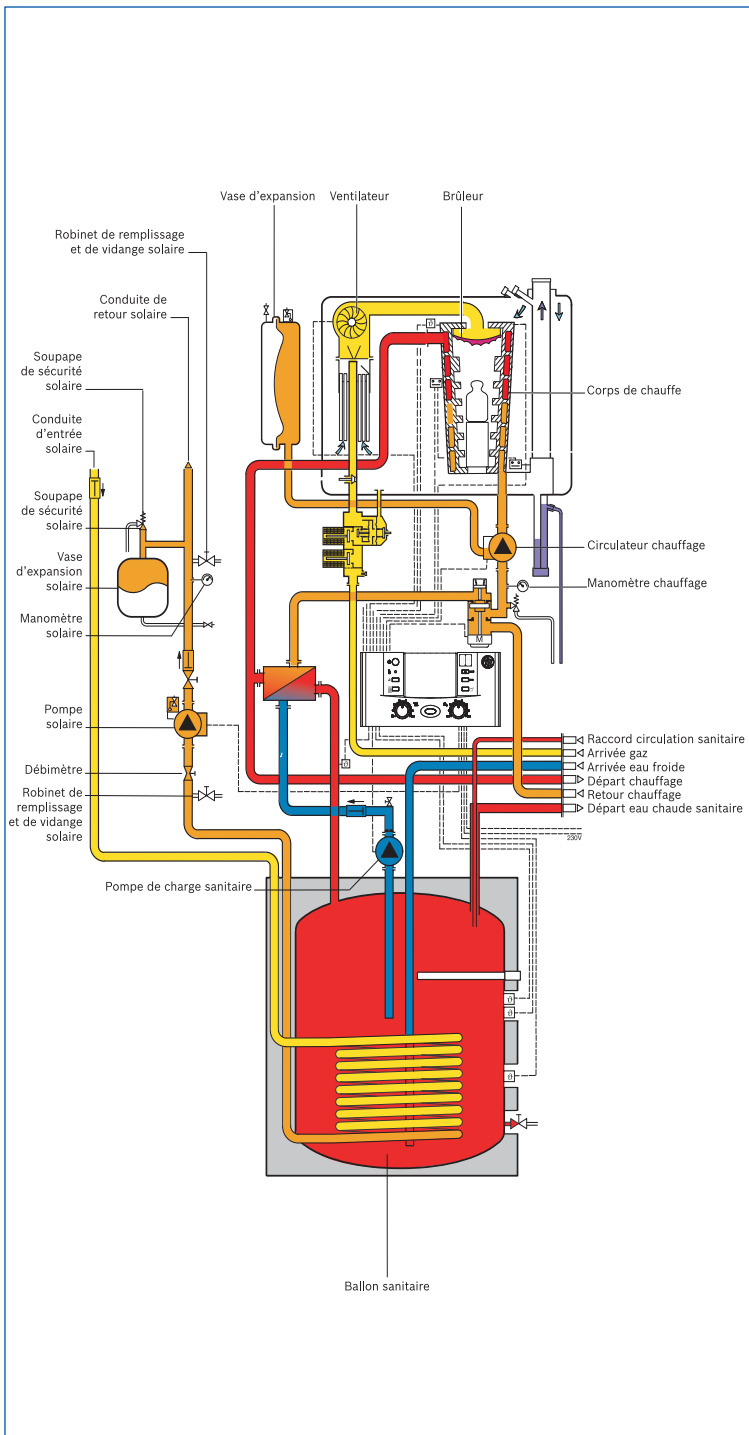 Vase d'expansion
Ventilateur
Brûleur
Robinet de remplissage
et de vidange solaire
Conduite de
retour solaire
Soupape
de sécurité
solaire
Conduite
d'entrée
solaire
Soupape
de sécurité
solaire
Vase
d'expansion
solaire
Manomètre
solaire
Pompe
solaire
Débimètre
Robinet de
remplissage
et de vidange
solaire
Corps de chauffe
Circulateur chauffage
Manomètre chauffage
M
Raccord circulation sanitaire
Arrivée gaz
Arrivée eau froide
Départ chauffage
Retour chauffage
Départ eau chaude sanitaire
230V
Pompe de charge sanitaire
Ballon sanitaire